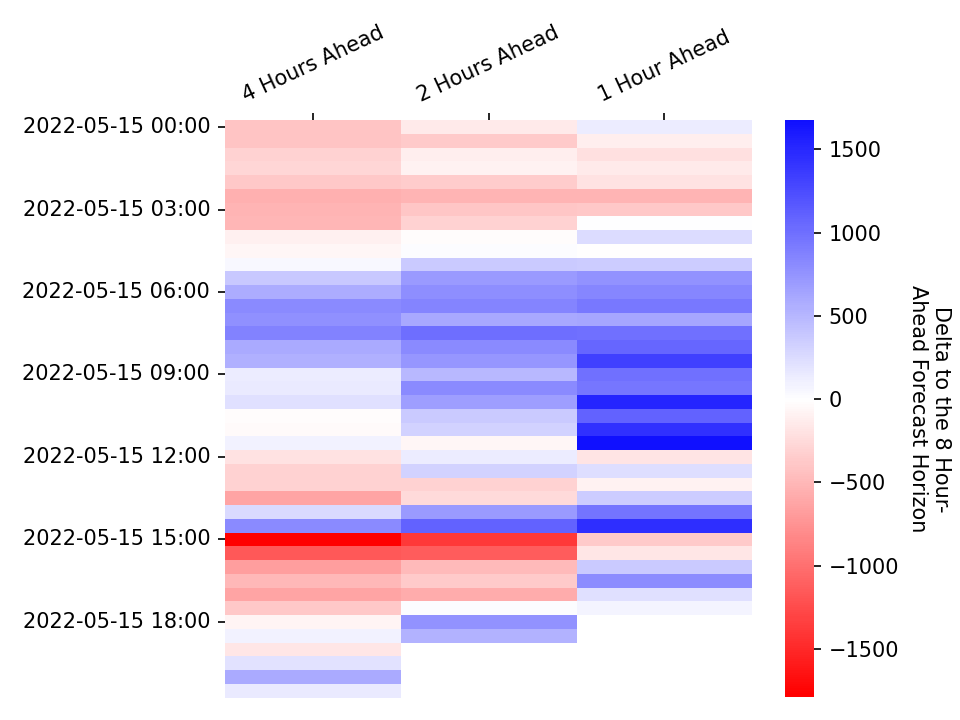 4 Hours Ahead
2 Hours Ahead
1 Hour Ahead
2022-05-15 00:00
2022-05-15 03:00
2022-05-15 06:00
2022-05-15 09:00
2022-05-15 12:00
2022-05-15 15:00
2022-05-15 18:00
1500
1000
500
0
−500
−1000
−1500
Delta to the 8 Hour-
Ahead Forecast Horizon